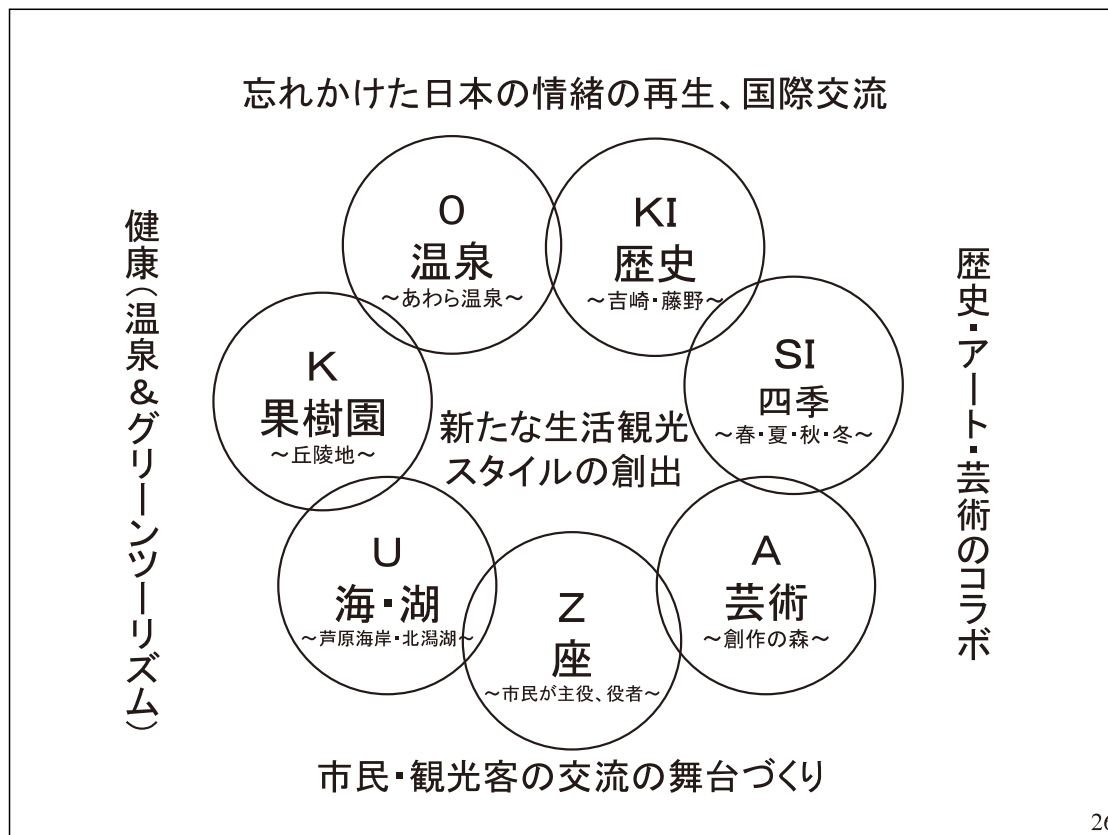 忘れかけた日本の情緒の再生、国際交流
健康(温泉&グリーンツーリズム)
歴史・アート・芸術のコラボ
O
温泉
~あわら温泉~
KI
歴史
~吉崎・藤野~
SI
四季
~春・夏・秋・冬~
A
芸術
~創作の森~
Z
座
~市民が主役、役者~
U
海・湖
~芦原海岸・北潟湖~
K
果樹園
~丘陵地~
新たな生活観光
スタイルの創出
市民・観光客の交流の舞台づくり
26